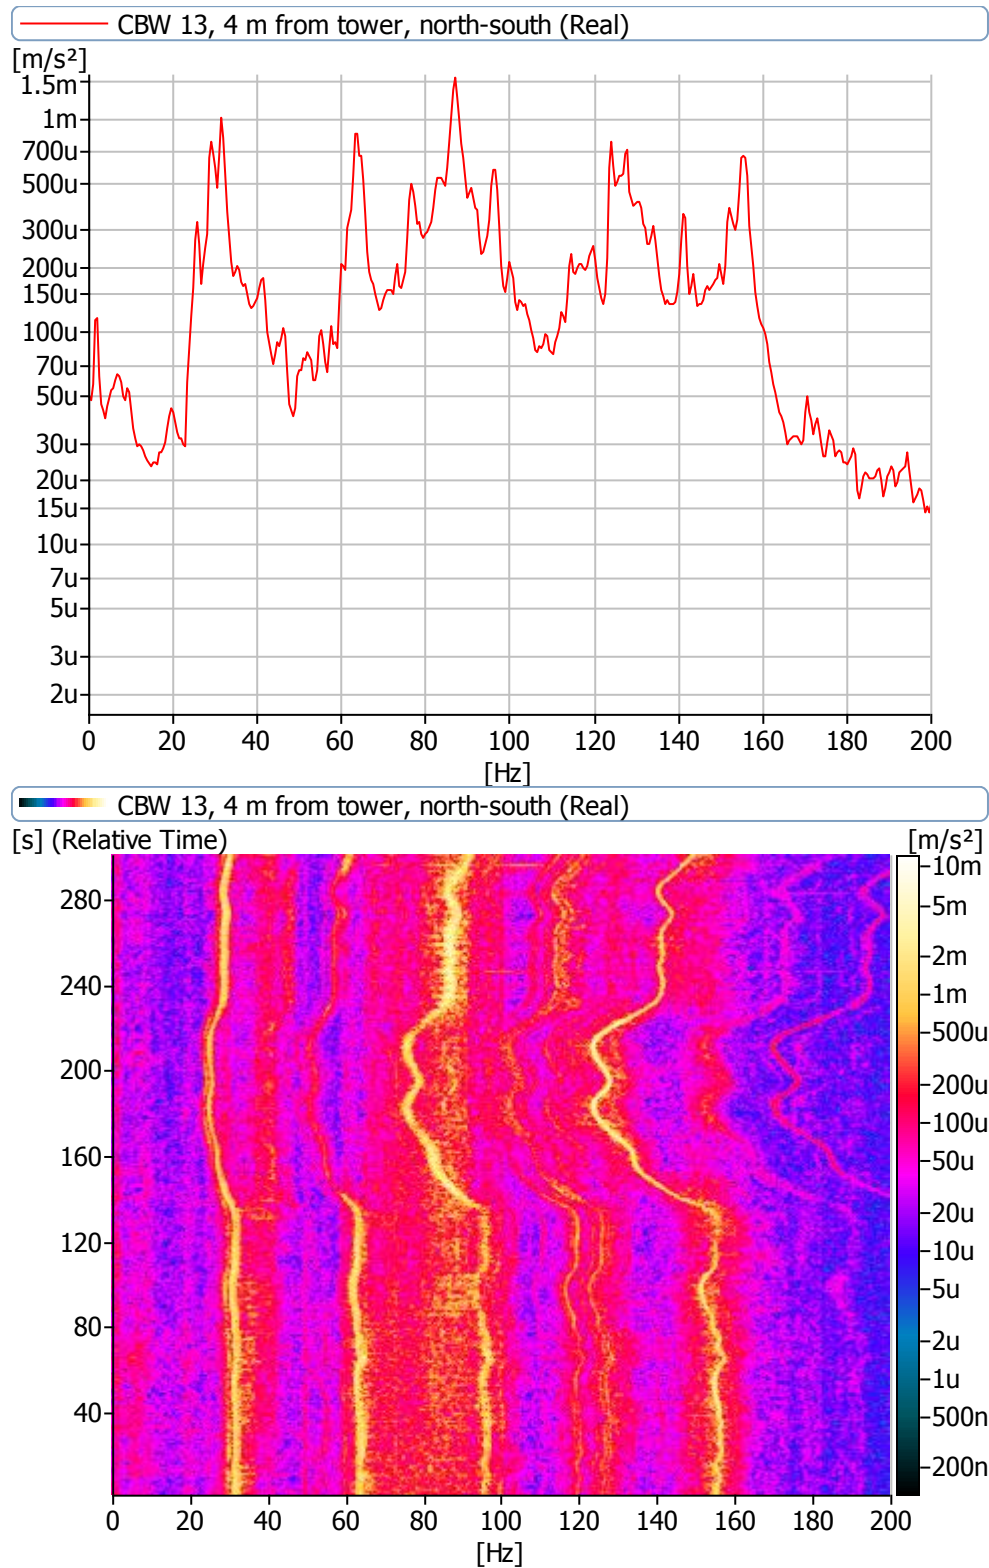 CBW 13, 4 m from tower, north-south (Real)
[m/s²]
1.5m
1m
700u
500u
300u
200u
150u
100u
70u
50u
30u
20u
15u
10u
7u
5u
3u
2u
0 20 40 60 80 100 120 140 160 180 200
[Hz]
CBW 13, 4 m from tower, north-south (Real)
[s] (Relative Time) [m/s²]
280
240
200
160
120
80
40
10m
5m
2m
1m
500u
200u
100u
50u
20u
10u
5u
2u
1u
500n
200n
0 20 40 60 80 100 120 140 160 180 200
[Hz]